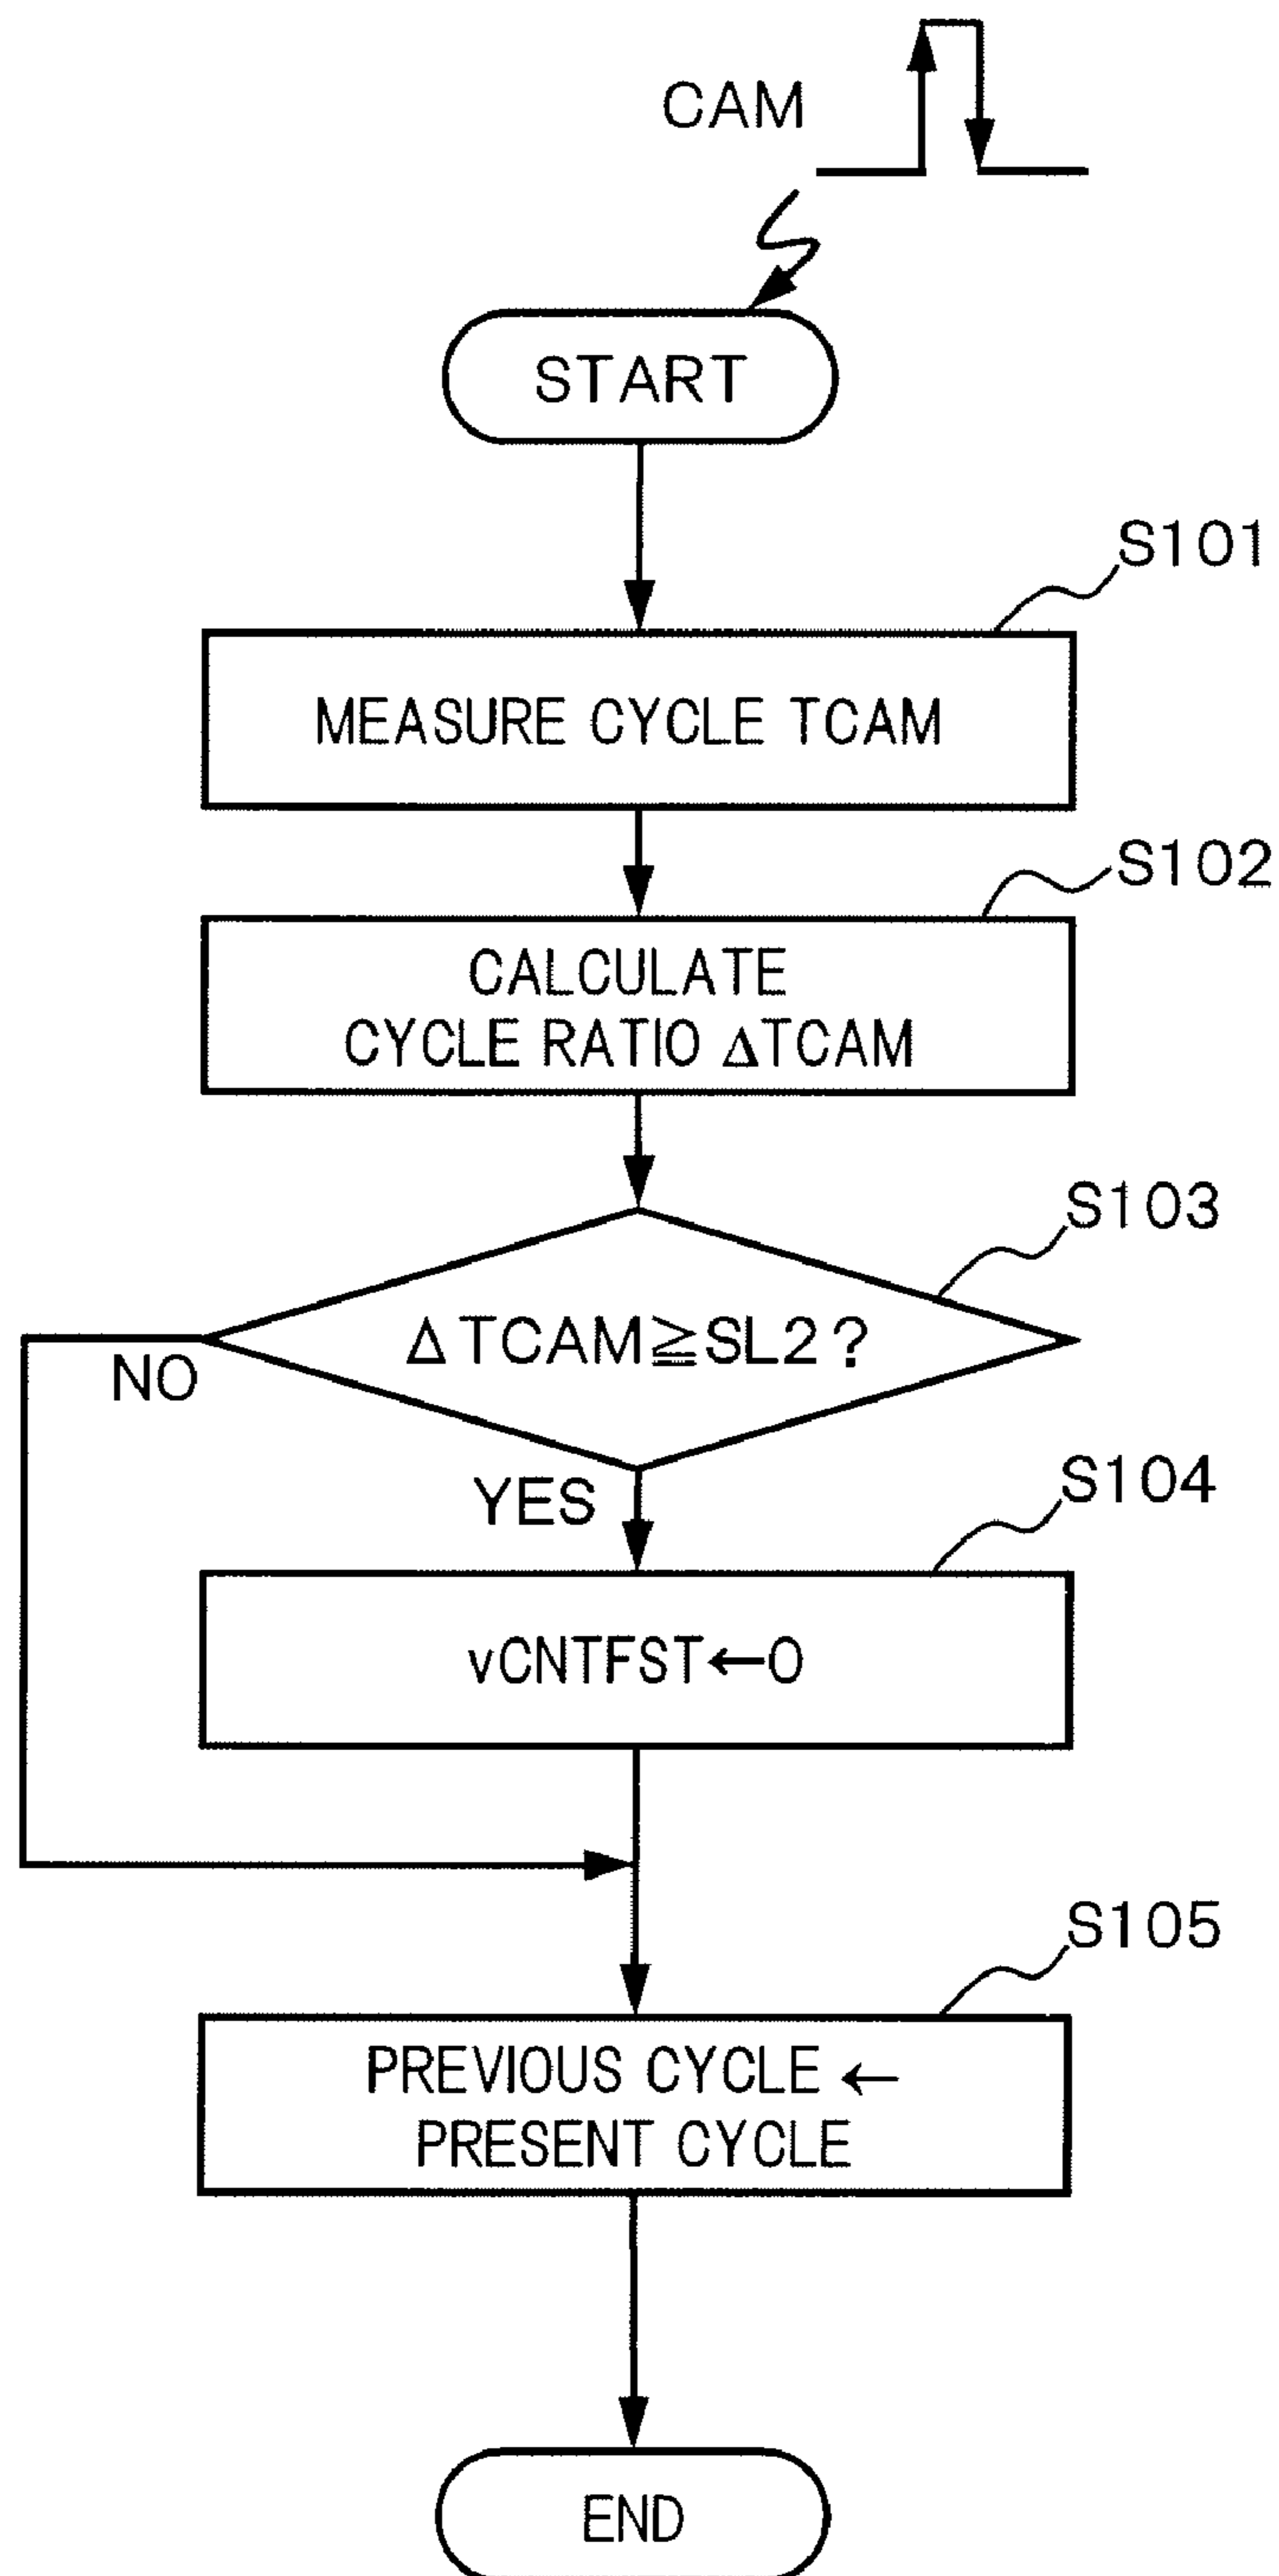 CAM
START
S101
MEASURE CYCLE TCAM
S102
CALCULATE
CYCLE RATIO ΔTCAM
S103
ΔTCAM≧SL2?
NO
YES
S104
vCNTFST←0
S105
PREVIOUS CYCLE ←
PRESENT CYCLE
END